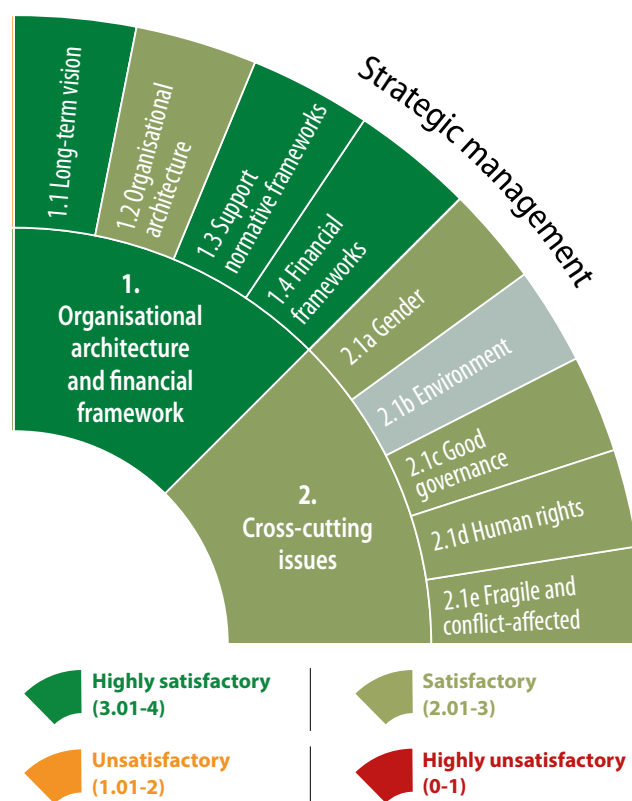 Strategic management
1.1 Long-term vision
1.2 Organisational
architecture
1.3 Support
normative frameworks
1.4 Financial
frameworks
1.
Organisational
architecture
and financial
framework
2.1a Gender
2.1b Environment
2.1c Good
governance
2.1d Human rights
2.1e Fragile and
conflict-affected
2.
Cross-cutting
issues
Highly satisfactory
(3.01-4)
Satisfactory
(2.01-3)
Unsatisfactory
(1.01-2)
Highly unsatisfactory
(0-1)